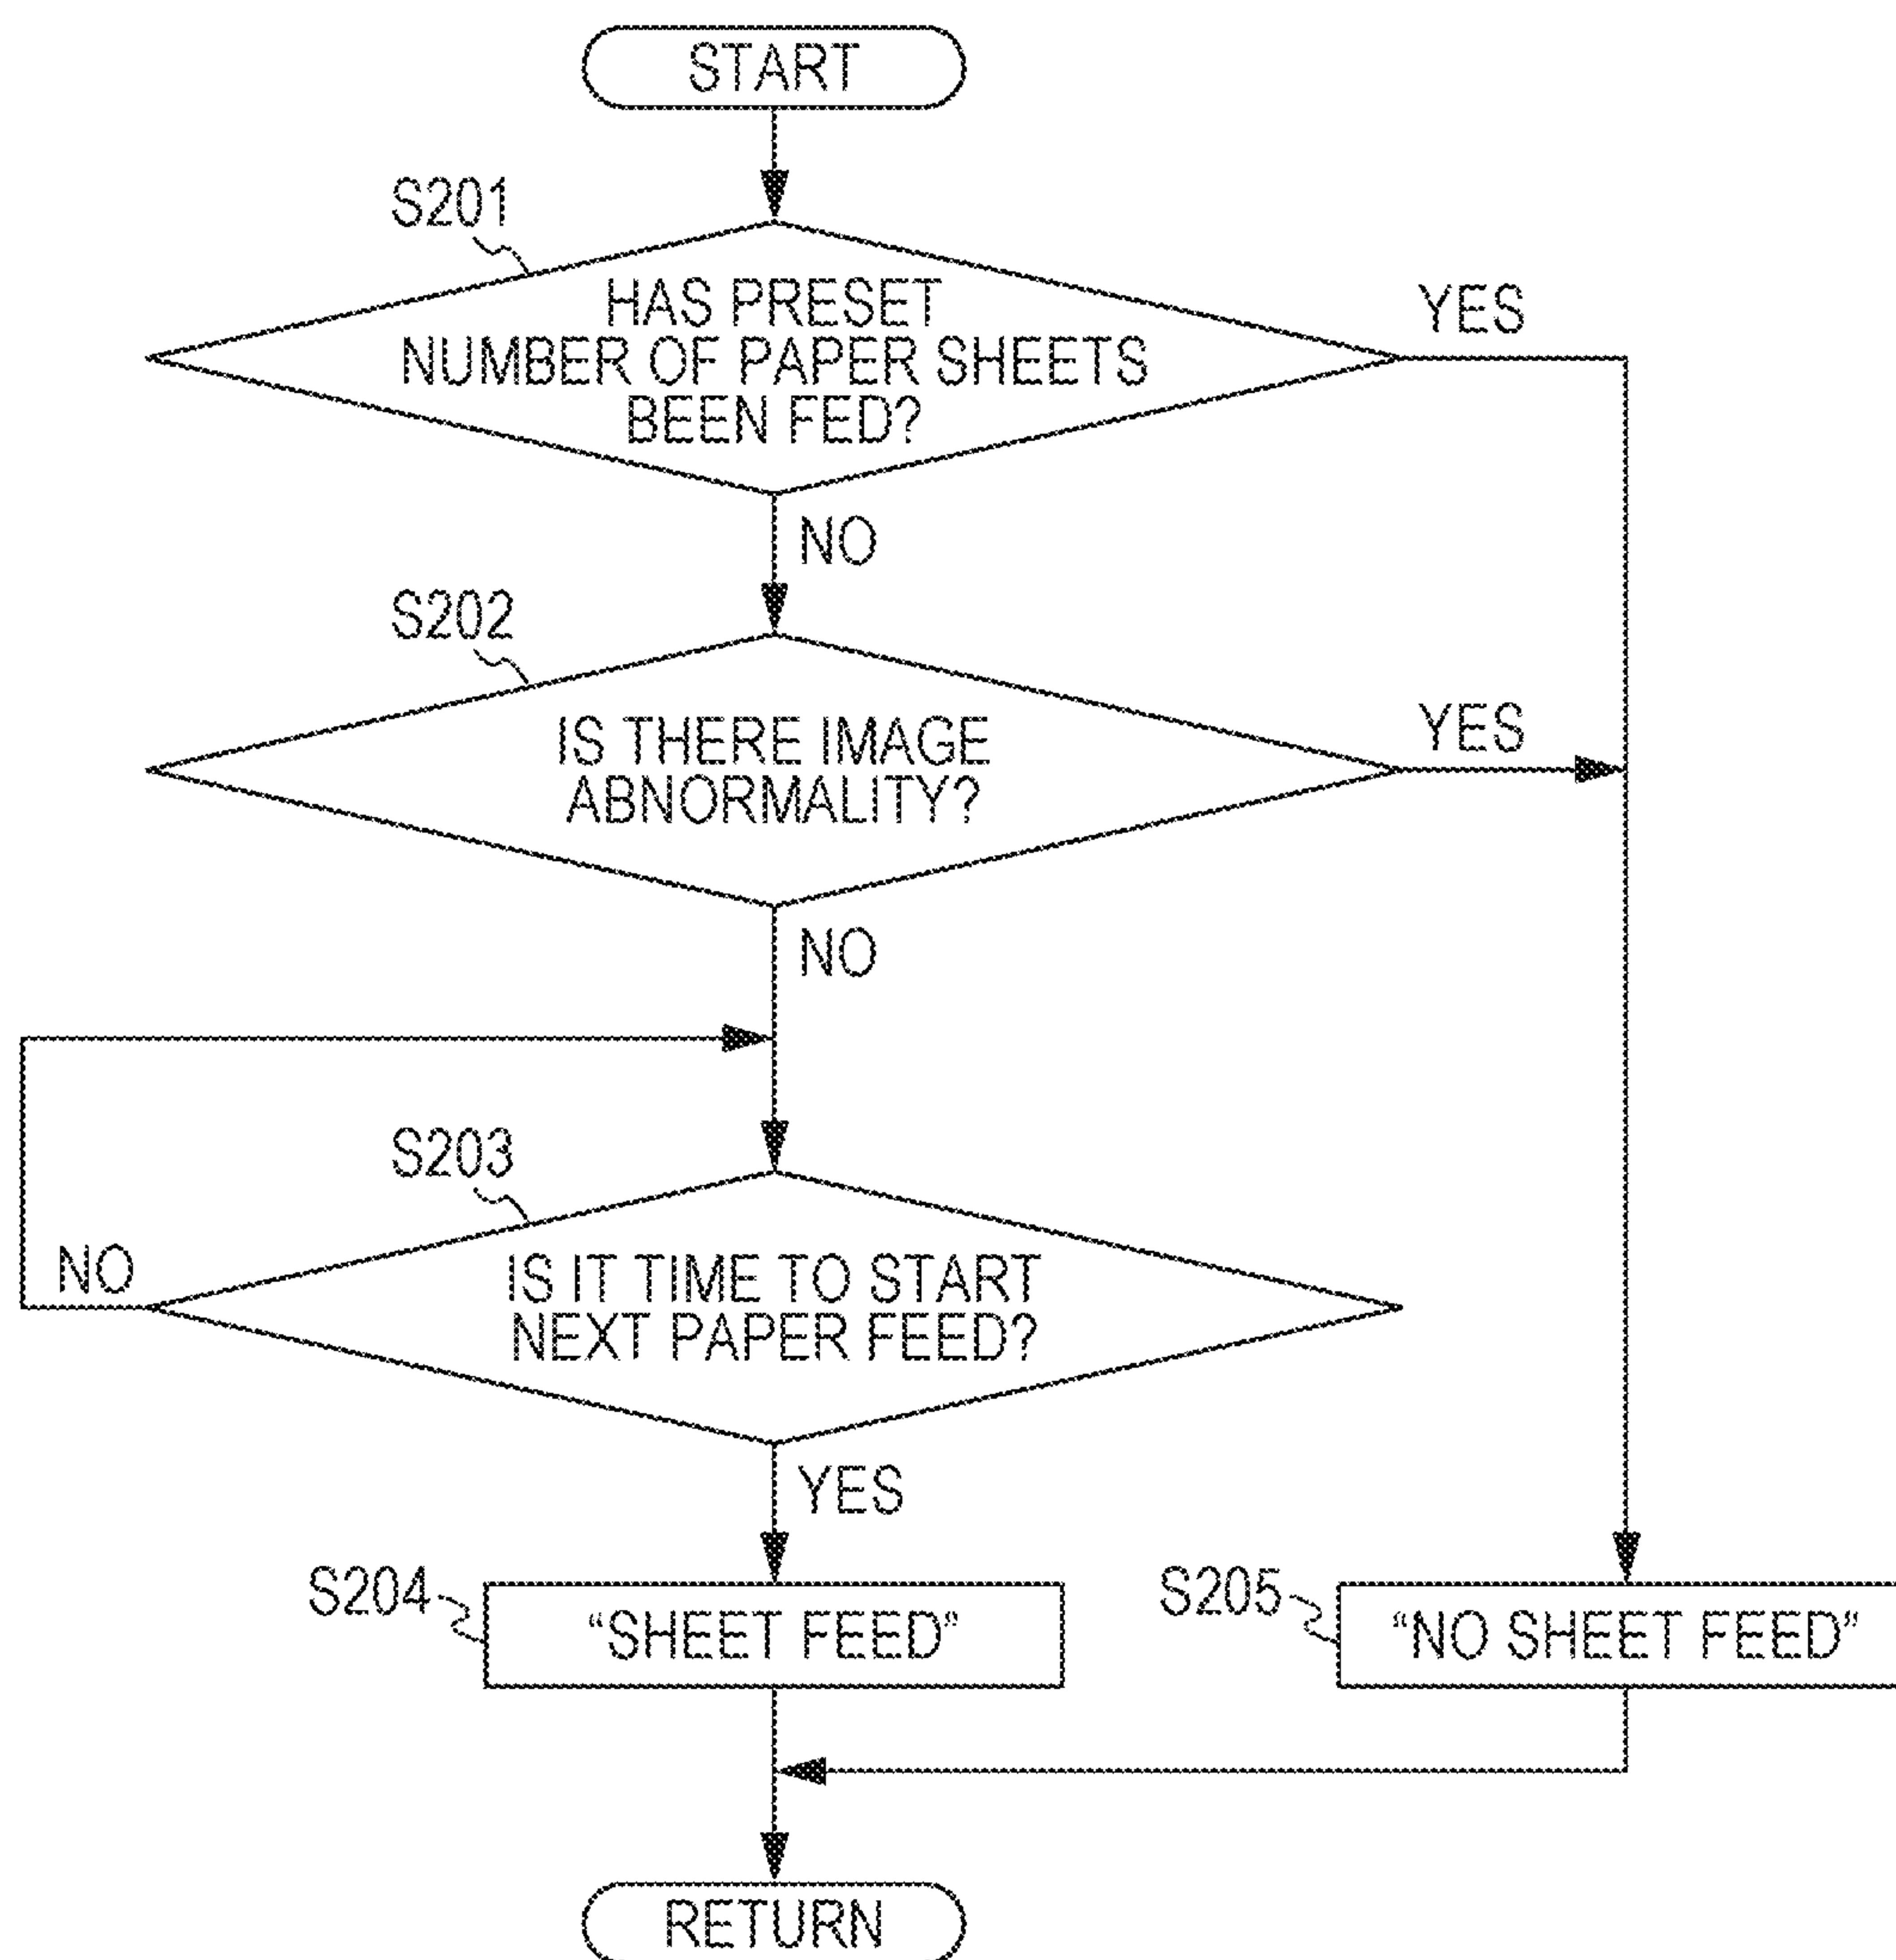 START
S201
HAS PRESET
NUMBER OF PAPER SHEETS
BEEN FED?
YES
NO
S202
IS THERE IMAGE
ABNORMALITY?
YES
NO
S203
IS IT TIME TO START
NEXT PAPER FEED?
NO
YES
S204
“SHEET FEED”
S205
“NO SHEET FEED”
RETURN